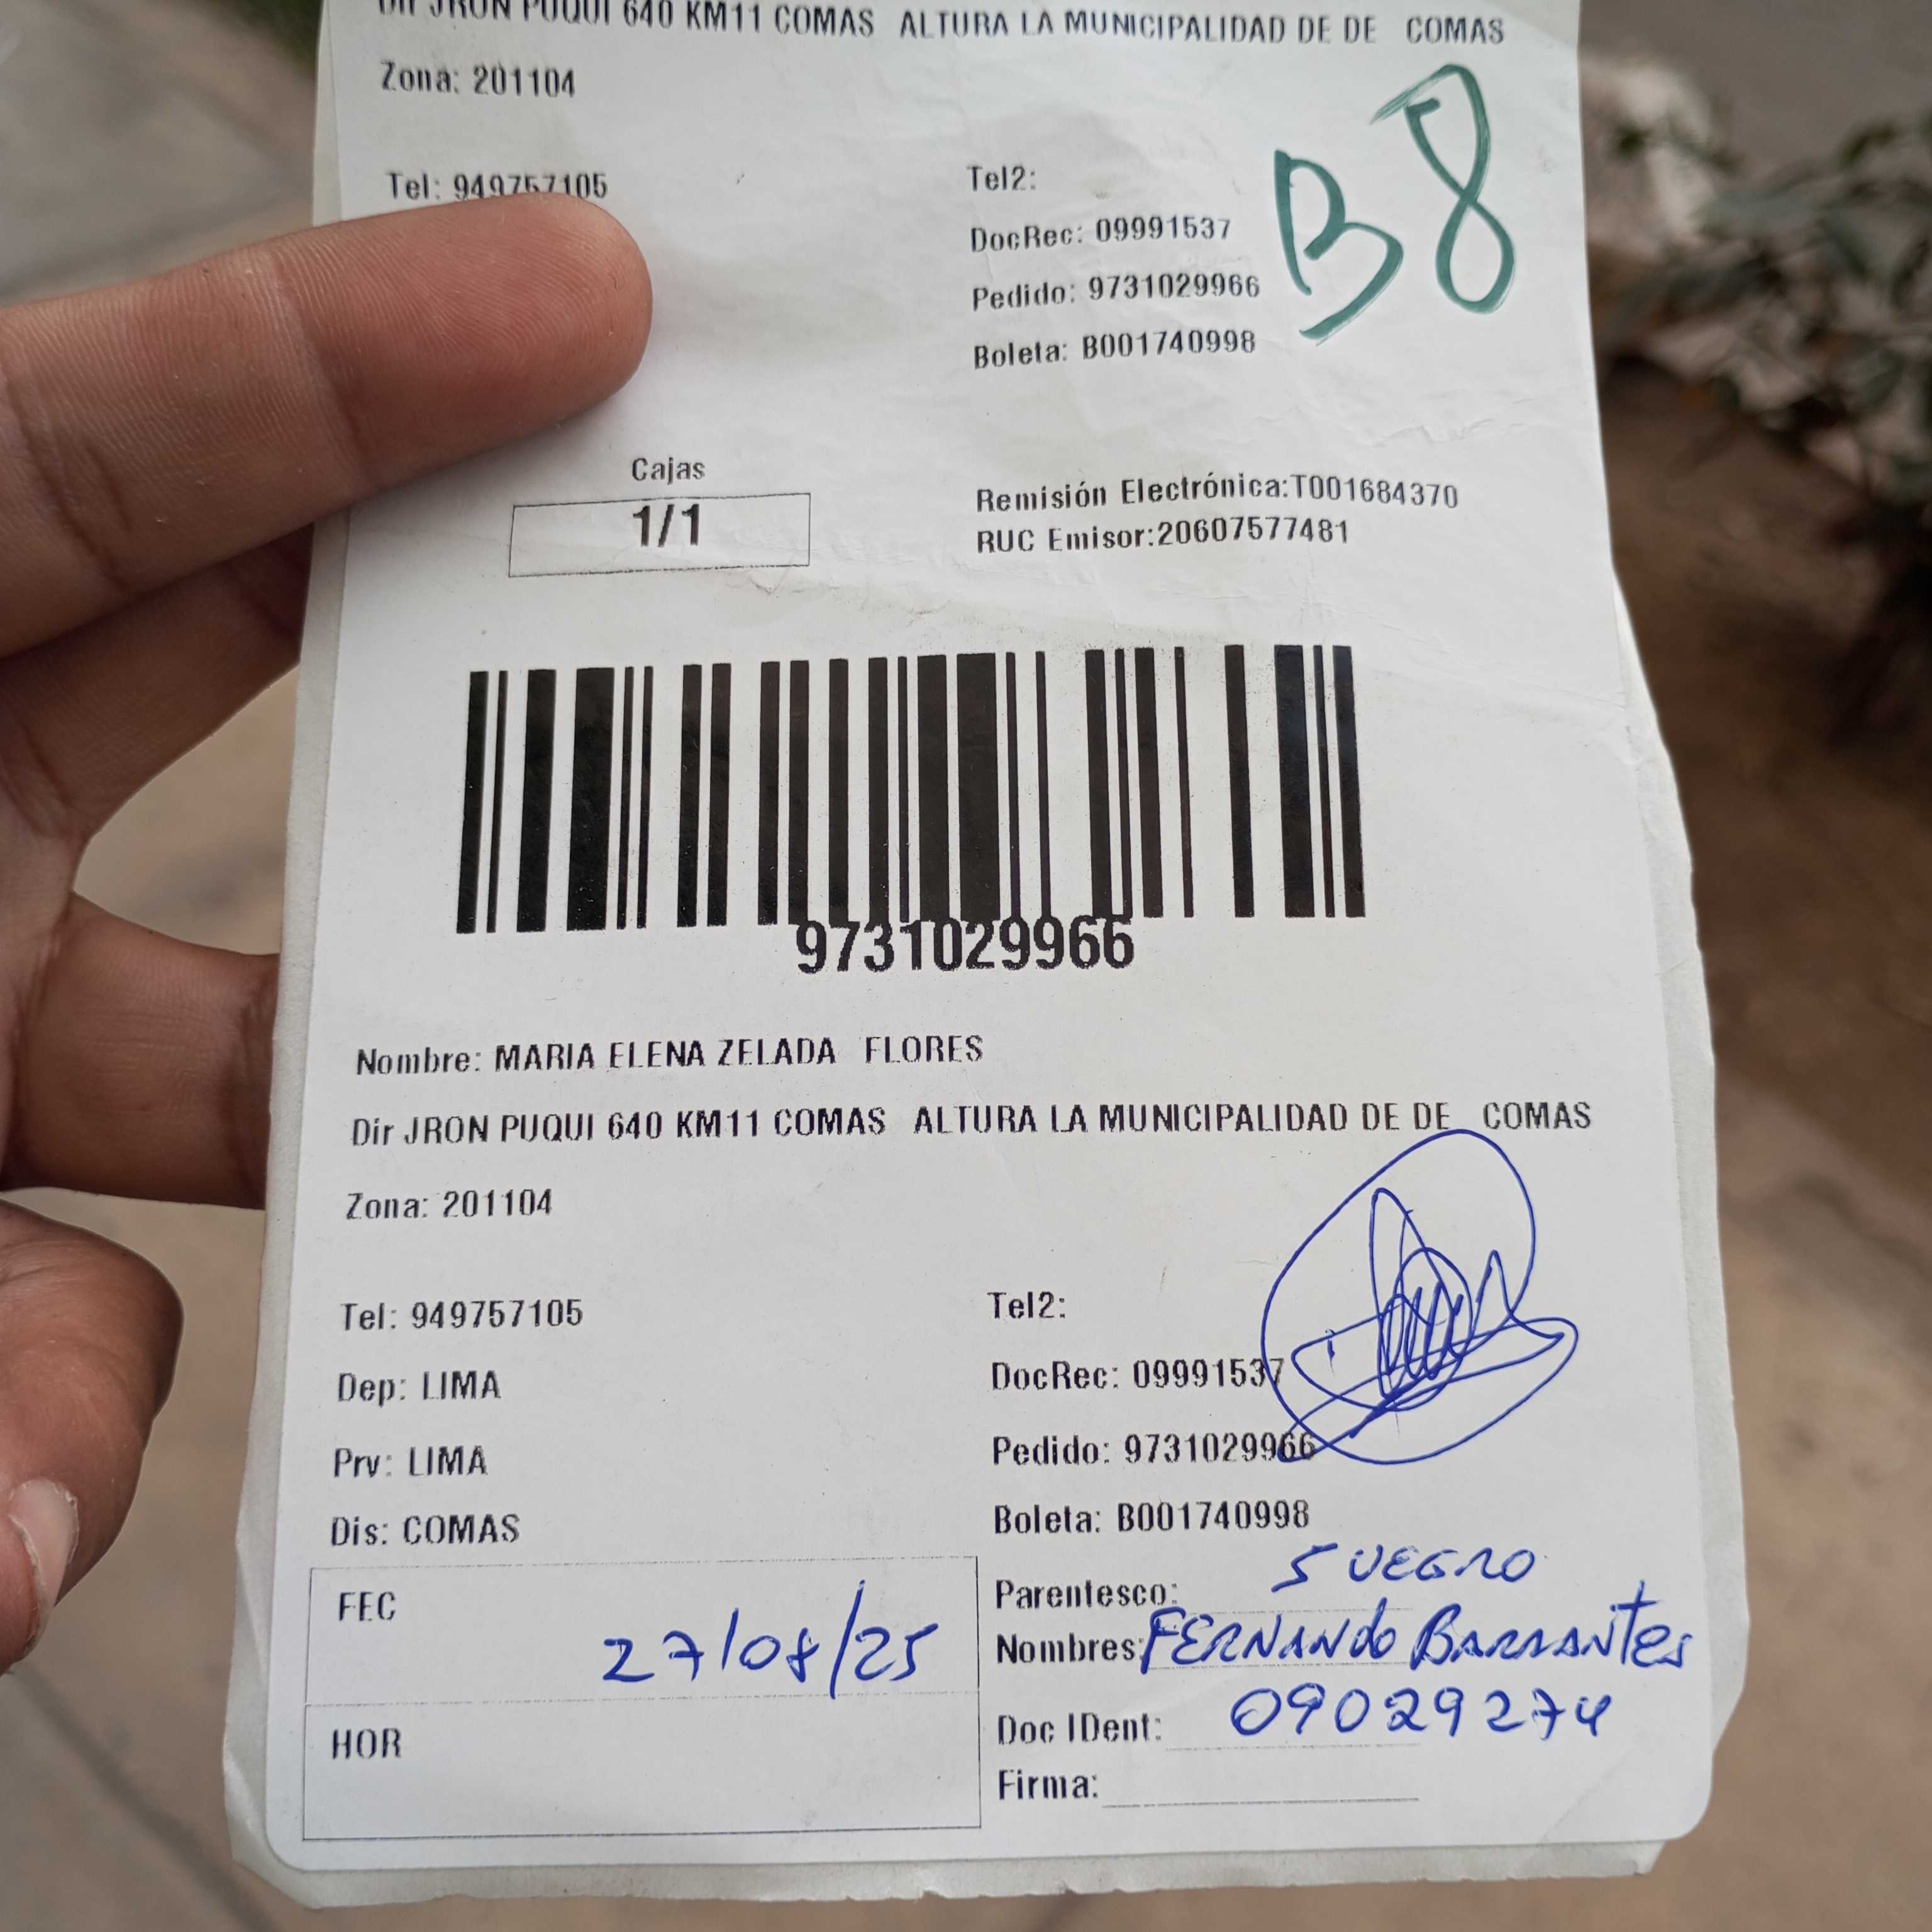 Dir JRON PUQUI 640 KM11 COMAS ALTURA LA MUNICIPALIDAD DE DE COMAS
Zona: 201104
B8
Tel: 949757105
Tel2:
DocRec: 09991537
Pedido: 9731029966
Boleta: B001740998
Cajas
1/1
Remisión Electrónica:T001684370
RUC Emisor:20607577481
9731029966
Nombre: MARIA ELENA ZELADA FLORES
Dir JRON PUQUI 640 KM11 COMAS ALTURA LA MUNICIPALIDAD DE DE COMAS
Zona: 201104
Tel: 949757105
Tel2:
Dep: LIMA
DocRec: 09991537
Prv: LIMA
Pedido: 9731029966
Dis: COMAS
Boleta: B001740998
FEC 27/08/25
Parentesco: SUEGRO
Nombres: FERNANDO BARRANTES
HOR
Doc IDent: 09029274
Firma: